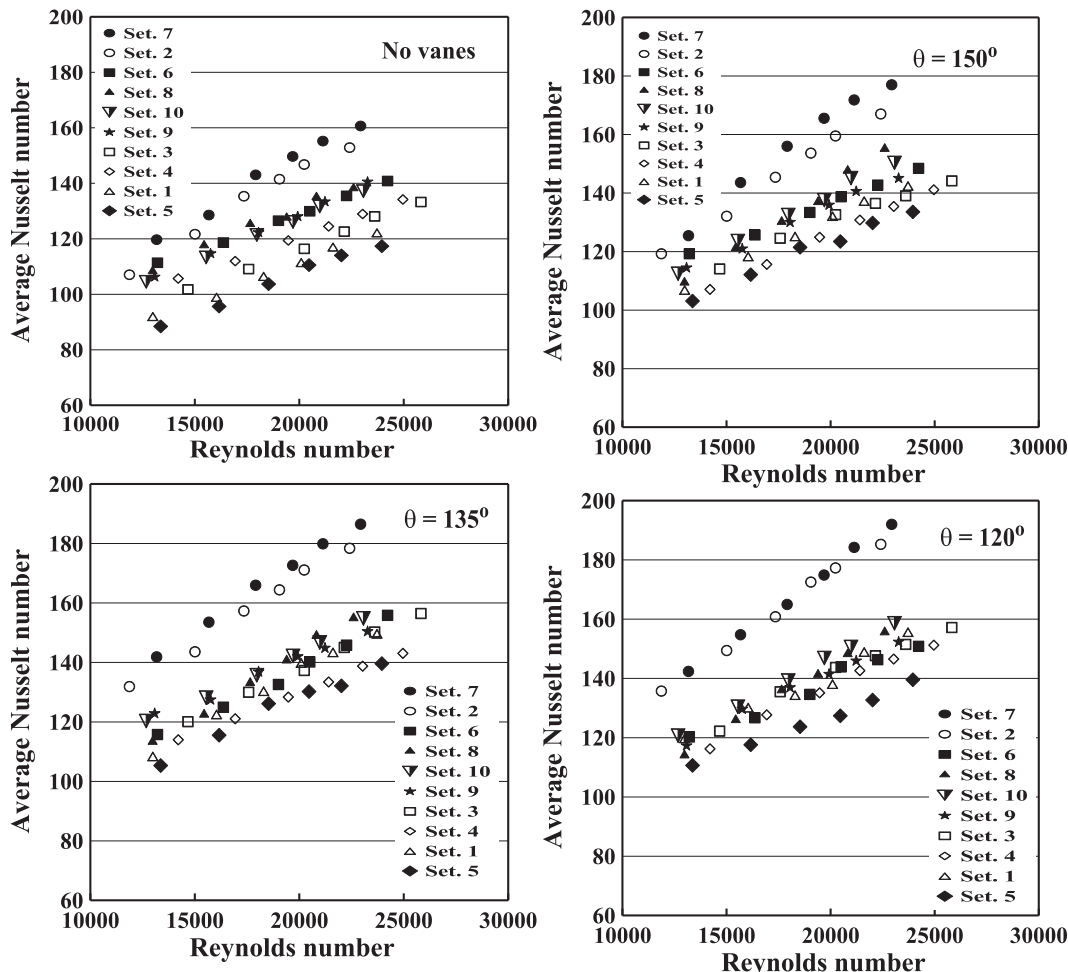 Average Nusselt number
200
180
160
140
120
100
80
60
Set. 7
Set. 2
Set. 6
Set. 8
Set. 10
Set. 9
Set. 3
Set. 4
Set. 1
Set. 5
No vanes
10000 15000 20000 25000 30000
Reynolds number
Average Nusselt number
200
180
160
140
120
100
80
60
Set. 7
Set. 2
Set. 6
Set. 8
Set. 10
Set. 9
Set. 3
Set. 4
Set. 1
Set. 5
θ = 150⁰
10000 15000 20000 25000 30000
Reynolds number
Average Nusselt number
200
180
160
140
120
100
80
60
θ = 135⁰
Set. 7
Set. 2
Set. 6
Set. 8
Set. 10
Set. 9
Set. 3
Set. 4
Set. 1
Set. 5
10000 15000 20000 25000 30000
Reynolds number
Average Nusselt number
200
180
160
140
120
100
80
60
θ = 120⁰
Set. 7
Set. 2
Set. 6
Set. 8
Set. 10
Set. 9
Set. 3
Set. 4
Set. 1
Set. 5
10000 15000 20000 25000 30000
Reynolds number